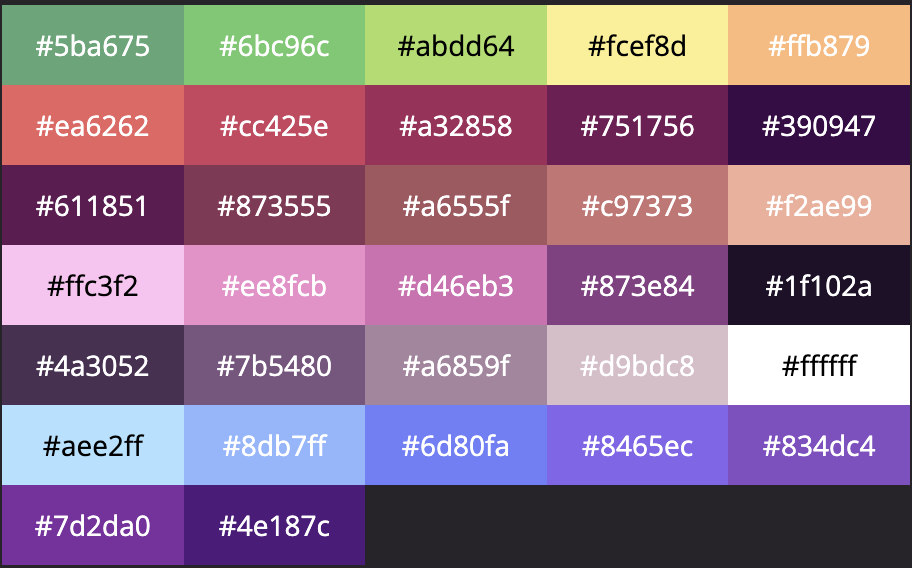 #5ba675 #6bc96c #abdd64 #fcef8d #ffb879
#ea6262 #cc425e #a32858 #751756 #390947
#611851 #873555 #a6555f #c97373 #f2ae99
#ffc3f2 #ee8fcb #d46eb3 #873e84 #1f102a
#4a3052 #7b5480 #a6859f #d9bdc8 #ffffff
#aee2ff #8db7ff #6d80fa #8465ec #834dc4
#7d2da0 #4e187c